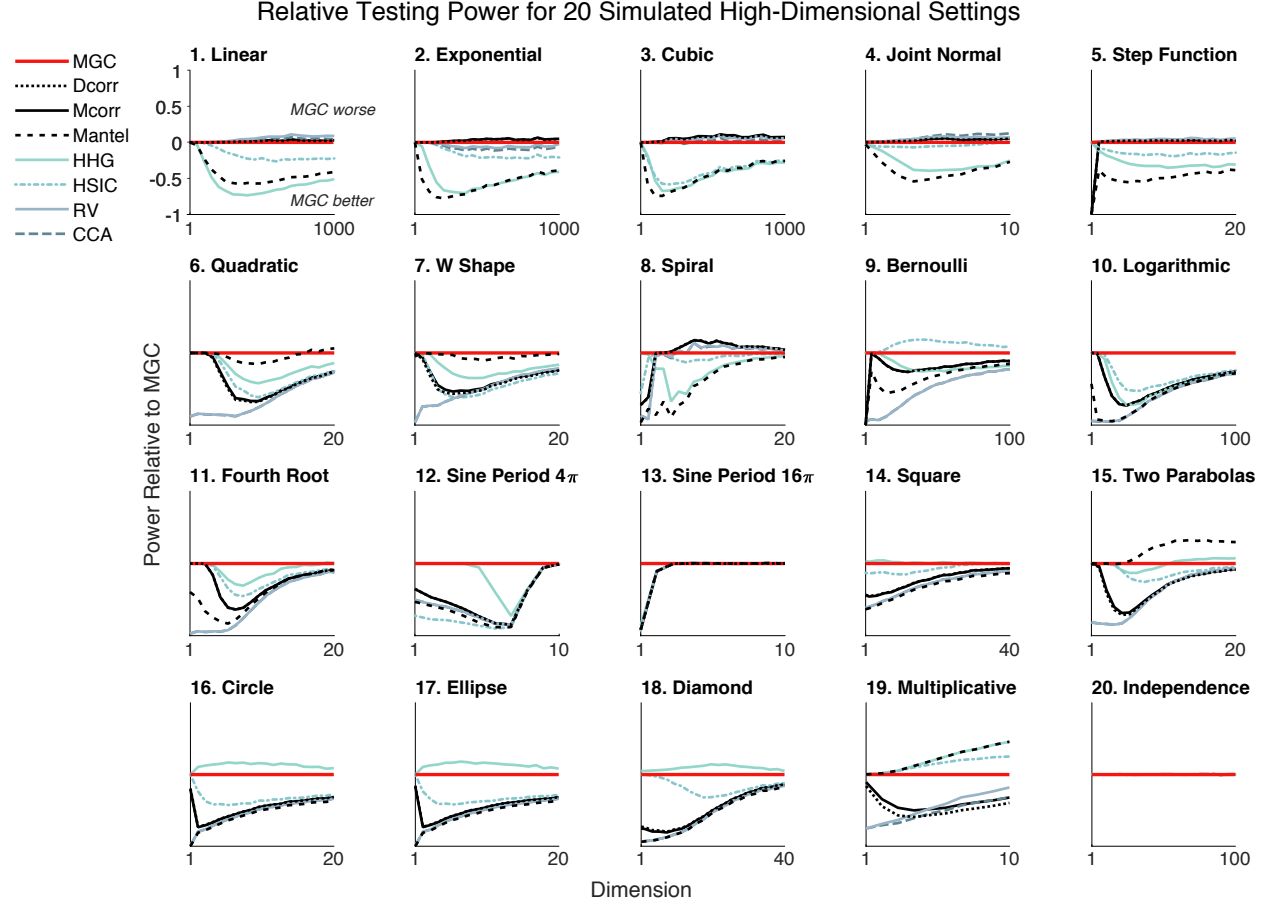 Relative Testing Power for 20 Simulated High-Dimensional Settings
MGC
Dcorr
Mcorr
Mantel
HHG
HSIC
RV
CCA
1. Linear
1
0.5
0
-0.5
-1
MGC worse
MGC better
1 1000
2. Exponential
1 1000
3. Cubic
1 1000
4. Joint Normal
1 10
5. Step Function
1 20
Power Relative to MGC
6. Quadratic
1 20
7. W Shape
1 20
8. Spiral
1 20
9. Bernoulli
1 100
10. Logarithmic
1 100
11. Fourth Root
1 20
12. Sine Period 4π
1 10
13. Sine Period 16π
1 10
14. Square
1 40
15. Two Parabolas
1 20
16. Circle
1 20
17. Ellipse
1 20
18. Diamond
1 40
19. Multiplicative
1 10
20. Independence
1 100
Dimension